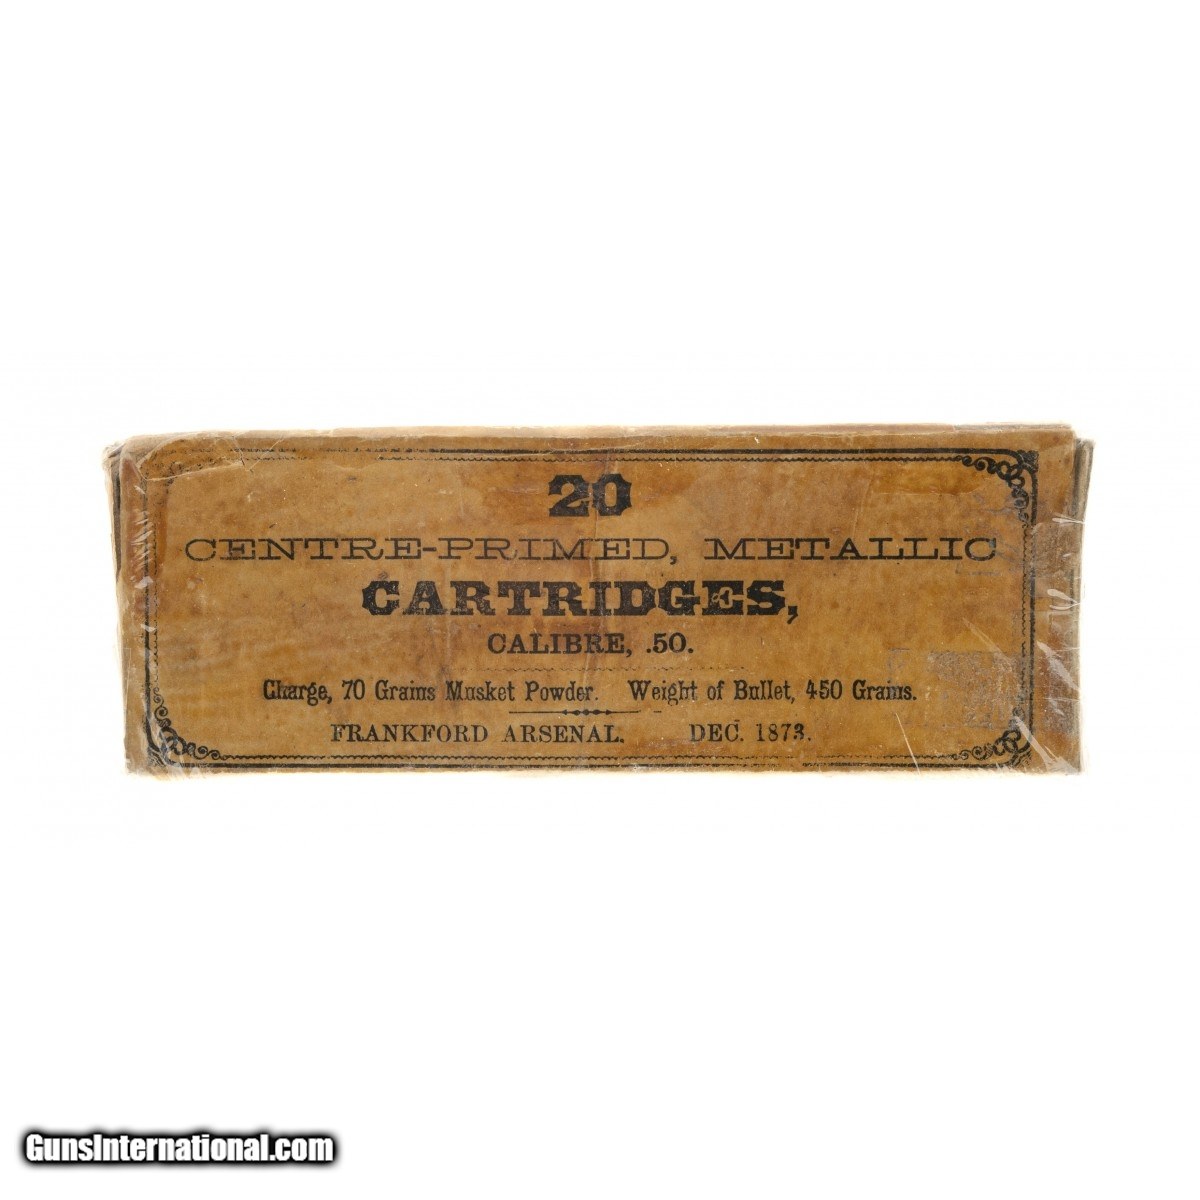 20
CENTRE-PRIMED, METALLIC
CARTRIDGES,
CALIBRE, .50.
Charge, 70 Grains Musket Powder. Weight of Bullet, 450 Grains.
FRANKFORD ARSENAL. DEC. 1873.
GunsInternational.com